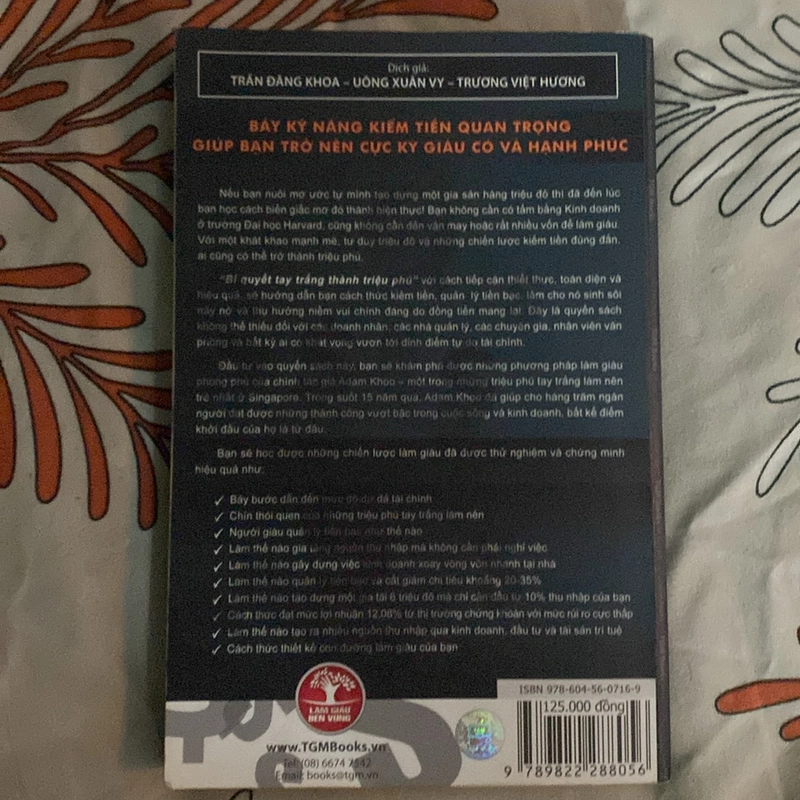 Dịch giả:
TRẦN ĐĂNG KHOA – UÔNG XUÂN VY – TRƯƠNG VIỆT HƯƠNG
BẢY KỸ NĂNG KIẾM TIỀN QUAN TRỌNG
GIÚP BẠN TRỞ NÊN CỰC KỲ GIÀU CÓ VÀ HẠNH PHÚC
Nếu bạn nuôi mơ ước tự mình tạo dựng một gia sản hàng triệu đô thì đã đến lúc
bạn học cách biến giấc mơ đó thành hiện thực! Bạn không cần có tấm bằng Kinh doanh
ở trường Đại học Harvard, cũng không cần đến vận may hoặc rất nhiều vốn để làm giàu.
Với một khát khao mạnh mẽ, tư duy triệu đô và những chiến lược kiếm tiền đúng đắn,
ai cũng có thể trở thành triệu phú.
"Bí quyết tay trắng thành triệu phú" với cách tiếp cận thiết thực, toàn diện và
hiệu quả, sẽ hướng dẫn bạn cách thức kiếm tiền, quản lý tiền bạc, làm cho nó sinh sôi
nảy nở và thụ hưởng niềm vui chính đáng do đồng tiền mang lại. Đây là quyển sách
không thể thiếu đối với các doanh nhân, các nhà quản lý, các chuyên gia, nhân viên văn
phòng và bất kỳ ai có khát vọng vươn tới đỉnh điểm tự do tài chính.
Đầu tư vào quyển sách này, bạn sẽ khám phá được những phương pháp làm giàu
phong phú của chính tác giả Adam Khoo – một trong những triệu phú tay trắng làm nên
trẻ nhất ở Singapore. Trong suốt 15 năm qua, Adam Khoo đã giúp cho hàng trăm ngàn
người đạt được những thành công vượt bậc trong cuộc sống và kinh doanh, bất kể điểm
khởi đầu của họ là từ đâu.
Bạn sẽ học được những chiến lược làm giàu đã được thử nghiệm và chứng minh
hiệu quả như:
✓ Bảy bước dẫn đến mức độ dư dả tài chính
✓ Chín thói quen của những triệu phú tay trắng làm nên
✓ Người giàu quản lý tiền bạc như thế nào
✓ Làm thế nào gia tăng nguồn thu nhập mà không cần phải nghỉ việc
✓ Làm thế nào gây dựng việc kinh doanh xoay vòng vốn nhanh tại nhà
✓ Làm thế nào quản lý tiền bạc và cắt giảm chi tiêu khoảng 20-35%
✓ Làm thế nào tạo dựng một gia tài 6 triệu đô mà chỉ cần đầu tư 10% thu nhập của bạn
✓ Cách thức đạt mức lợi nhuận 12,08% từ thị trường chứng khoán với mức rủi ro cực thấp
✓ Làm thế nào tạo ra nhiều nguồn thu nhập qua kinh doanh, đầu tư và tài sản trí tuệ
✓ Cách thức thiết kế con đường làm giàu của bạn
LÀM GIÀU
BỀN VỮNG
www.TGMBooks.vn
Tel: (08) 6674 7542
Email: books@tgm.vn
ISBN 978-604-56-0716-9
125.000 đồng
9 789822 288056